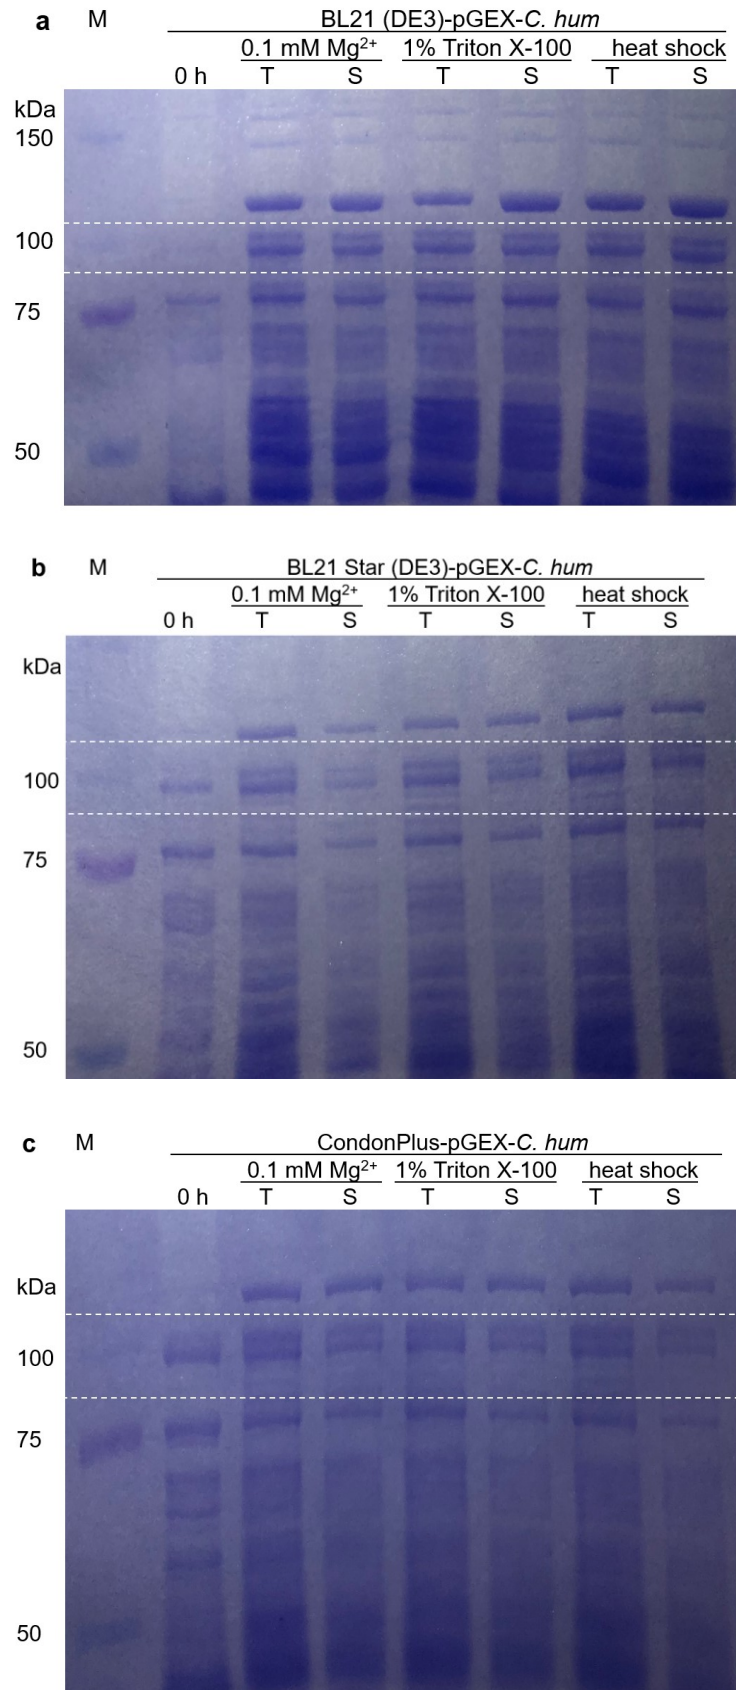 a M BL21 (DE3)-pGEX-C. hum
0.1 mM Mg²⁺ 1% Triton X-100 heat shock
0 h T S T S T S
kDa
150
100
75
50
b M BL21 Star (DE3)-pGEX-C. hum
0.1 mM Mg²⁺ 1% Triton X-100 heat shock
0 h T S T S T S
kDa
100
75
50
c M CondonPlus-pGEX-C. hum
0.1 mM Mg²⁺ 1% Triton X-100 heat shock
0 h T S T S T S
kDa
100
75
50